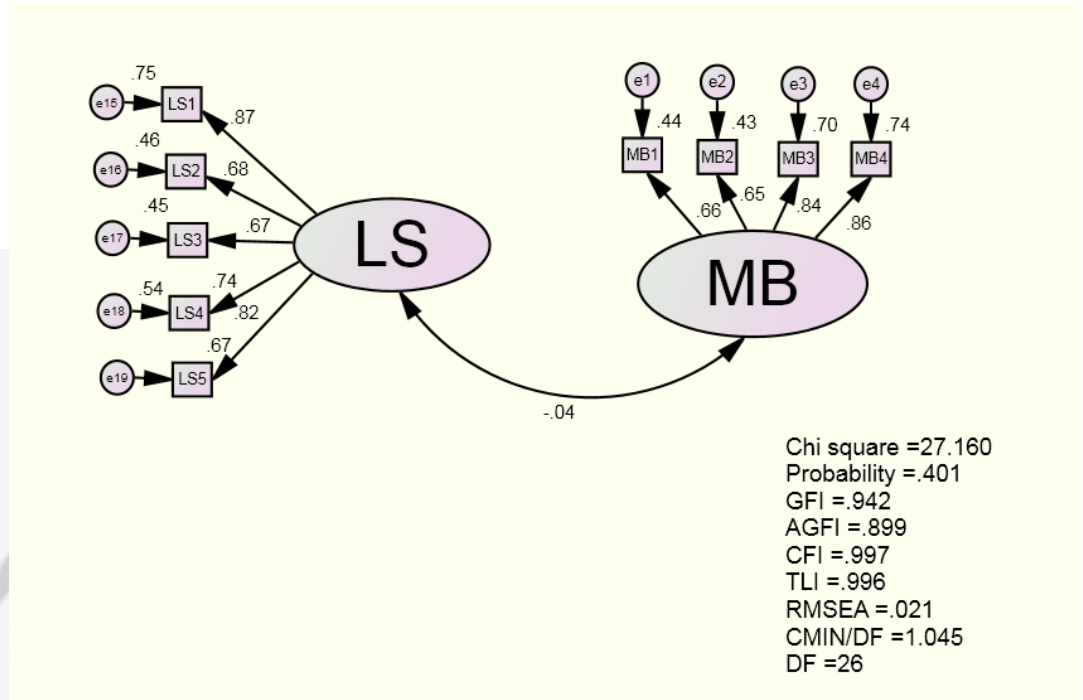 .75
e15
LS1
.87
.46
e16
LS2
.68
.45
e17
LS3
.67
.54
e18
LS4
.74
.82
.67
e19
LS5
LS
e1
e2
e3
e4
.44
.43
.70
.74
MB1
MB2
MB3
MB4
.66
.65
.84
.86
MB
-.04
Chi square =27.160
Probability =.401
GFI =.942
AGFI =.899
CFI =.997
TLI =.996
RMSEA =.021
CMIN/DF =1.045
DF =26